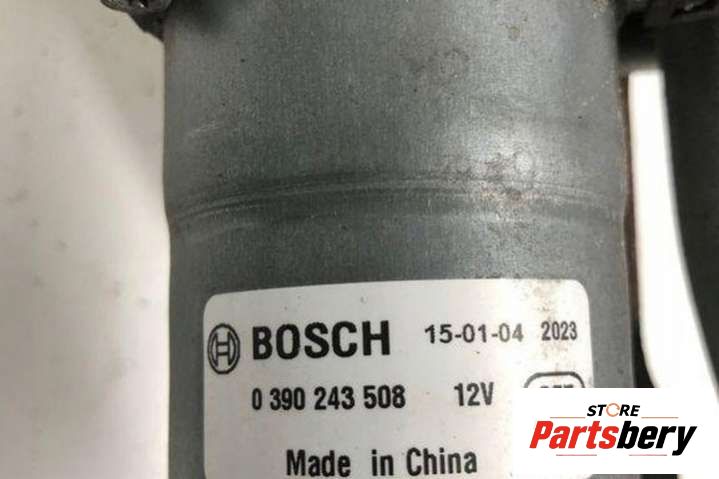 BOSCH 15-01-04 2023
0 390 243 508 12V
Made in China
STORE
Partsbery